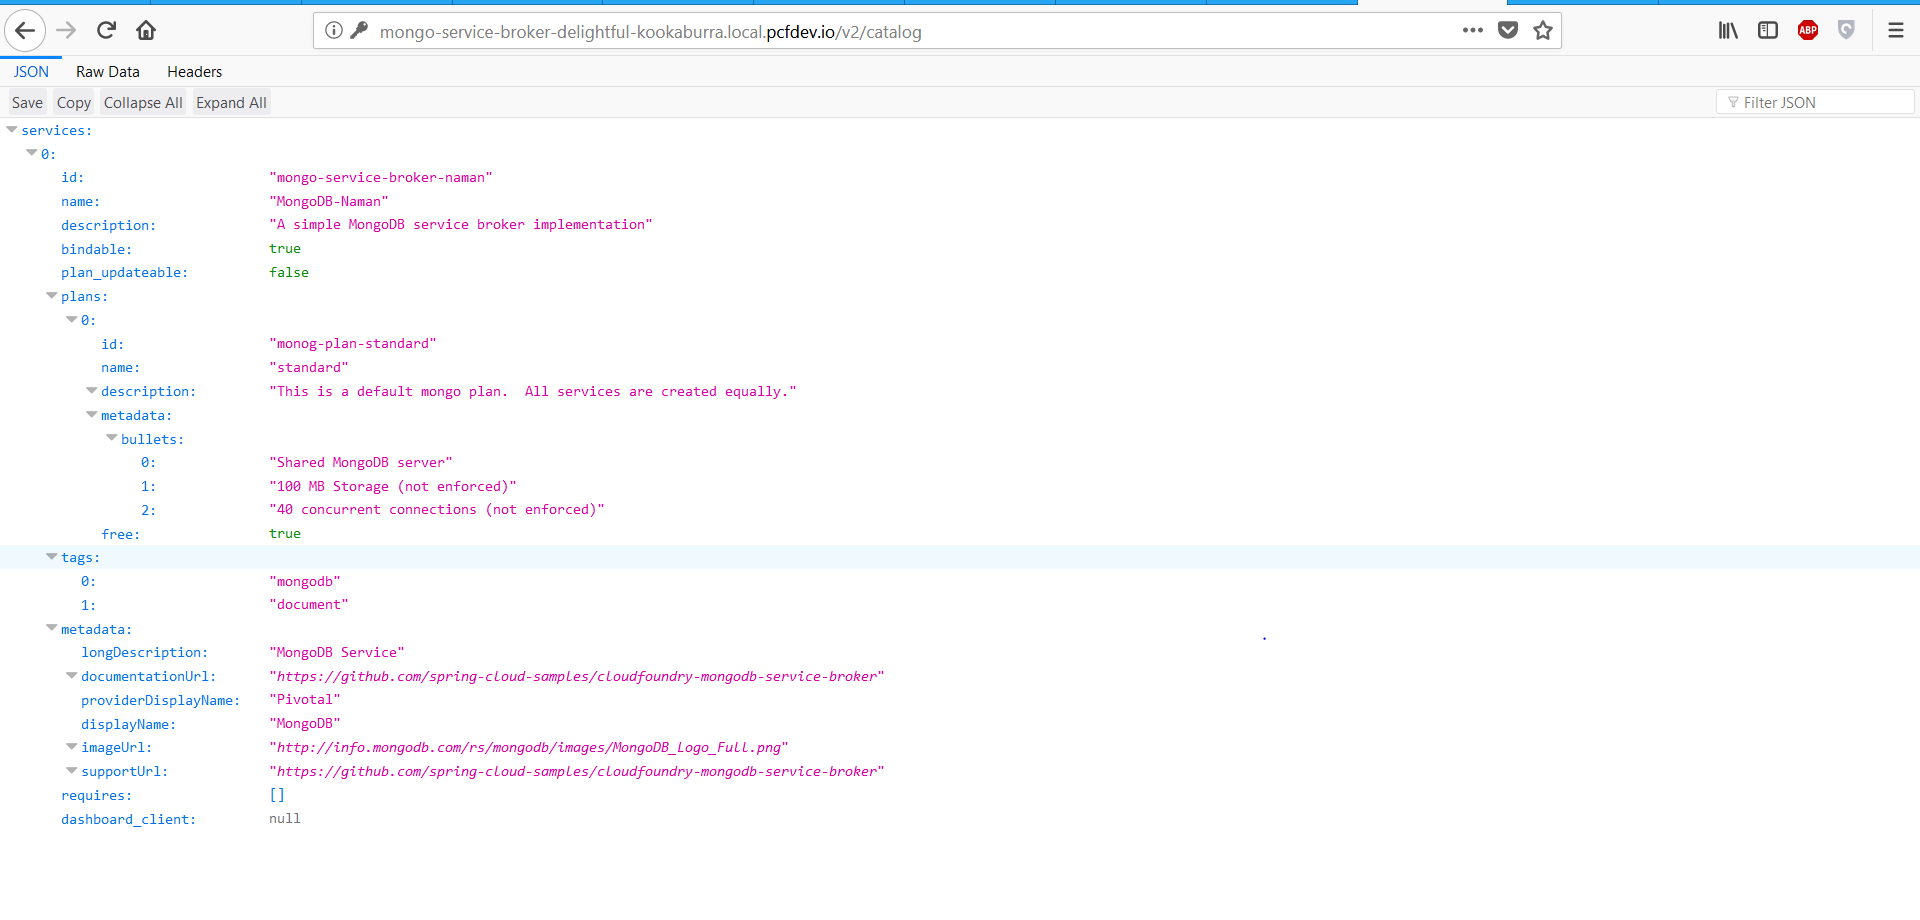 mongo-service-broker-delightful-kookaburra.local.pcfdev.io/v2/catalog
ABP
JSON Raw Data Headers
Save Copy Collapse All Expand All Filter JSON
services:
0:
id: "mongo-service-broker-naman"
name: "MongoDB-Naman"
description: "A simple MongoDB service broker implementation"
bindable: true
plan_updateable: false
plans:
0:
id: "monog-plan-standard"
name: "standard"
description: "This is a default mongo plan.  All services are created equally."
metadata:
bullets:
0: "Shared MongoDB server"
1: "100 MB Storage (not enforced)"
2: "40 concurrent connections (not enforced)"
free: true
tags:
0: "mongodb"
1: "document"
metadata:
longDescription: "MongoDB Service"
documentationUrl: "https://github.com/spring-cloud-samples/cloudfoundry-mongodb-service-broker"
providerDisplayName: "Pivotal"
displayName: "MongoDB"
imageUrl: "http://info.mongodb.com/rs/mongodb/images/MongoDB_Logo_Full.png"
supportUrl: "https://github.com/spring-cloud-samples/cloudfoundry-mongodb-service-broker"
requires: []
dashboard_client: null